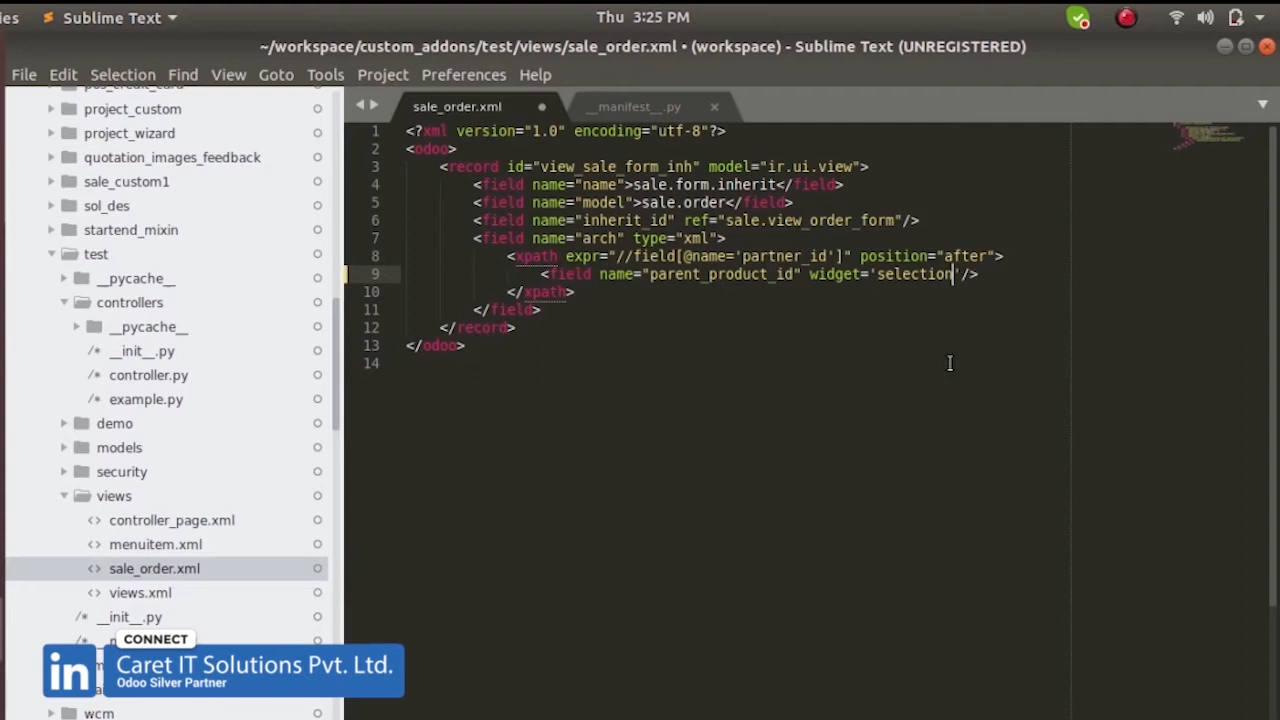 ies Sublime Text Thu 3:25 PM
~/workspace/custom_addons/test/views/sale_order.xml • (workspace) - Sublime Text (UNREGISTERED)
File Edit Selection Find View Goto Tools Project Preferences Help
pos_credit_card
project_custom
project_wizard
quotation_images_feedback
sale_custom1
sol_des
startend_mixin
test
__pycache__
controllers
__pycache__
__init__.py
controller.py
example.py
demo
models
security
views
controller_page.xml
menuitem.xml
sale_order.xml
views.xml
__init__.py
wcm
sale_order.xml __manifest__.py
1 <?xml version="1.0" encoding="utf-8"?>
2 <odoo>
3 <record id="view_sale_form_inh" model="ir.ui.view">
4 <field name="name">sale.form.inherit</field>
5 <field name="model">sale.order</field>
6 <field name="inherit_id" ref="sale.view_order_form"/>
7 <field name="arch" type="xml">
8 <xpath expr="//field[@name='partner_id']" position="after">
9 <field name="parent_product_id" widget='selection'/>
10 </xpath>
11 </field>
12 </record>
13 </odoo>
14
CONNECT
in Caret IT Solutions Pvt. Ltd.
Odoo Silver Partner